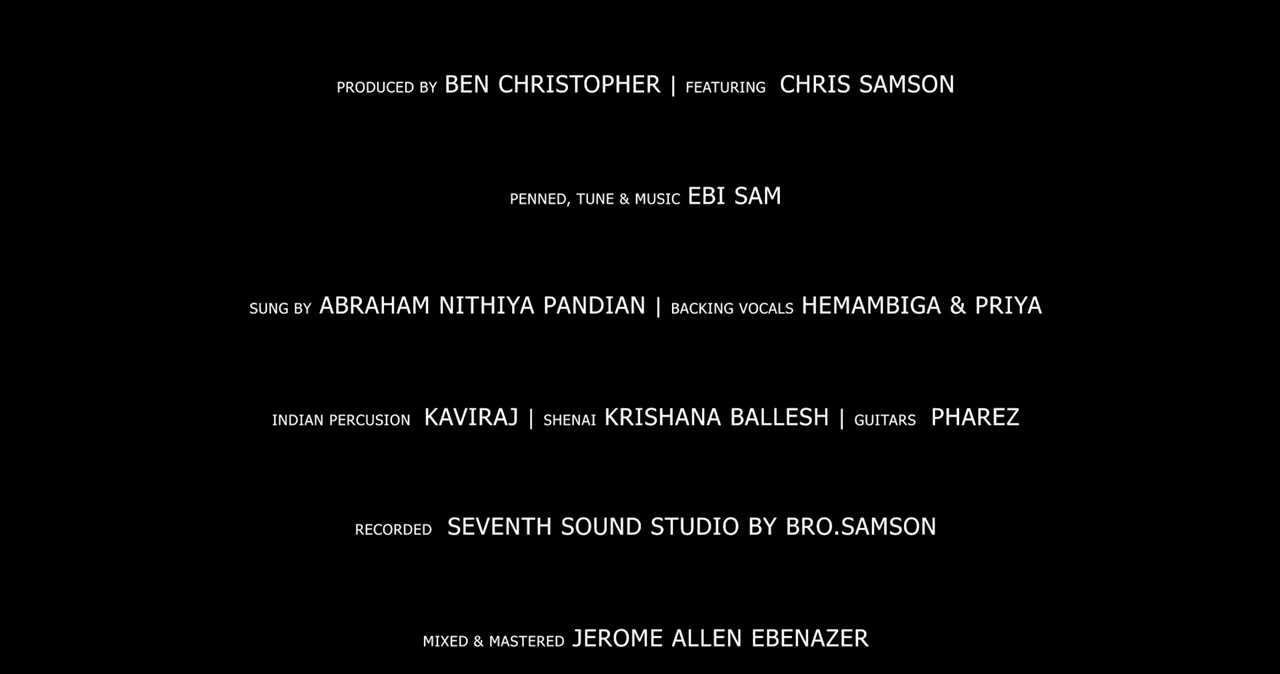 PRODUCED BY BEN CHRISTOPHER | FEATURING CHRIS SAMSON
PENNED, TUNE & MUSIC EBI SAM
SUNG BY ABRAHAM NITHIYA PANDIAN | BACKING VOCALS HEMAMBIGA & PRIYA
INDIAN PERCUSION KAVIRAJ | SHENAI KRISHANA BALLESH | GUITARS PHAREZ
RECORDED SEVENTH SOUND STUDIO BY BRO.SAMSON
MIXED & MASTERED JEROME ALLEN EBENAZER